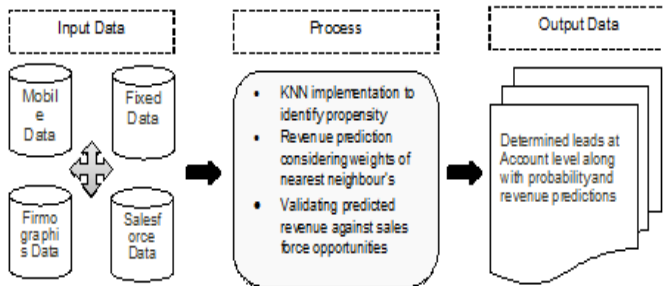 Input Data
Process
Output Data
Mobil
e
Data
Fixed
Data
Firmo
graphi
s Data
Salesf
orce
Data
• KNN implementation to
identify propensity
• Revenue prediction
considering weights of
nearest neighbour's
• Validating predicted
revenue against sales
force opportunities
Determined leads at
Account level along
with probability and
revenue predictions